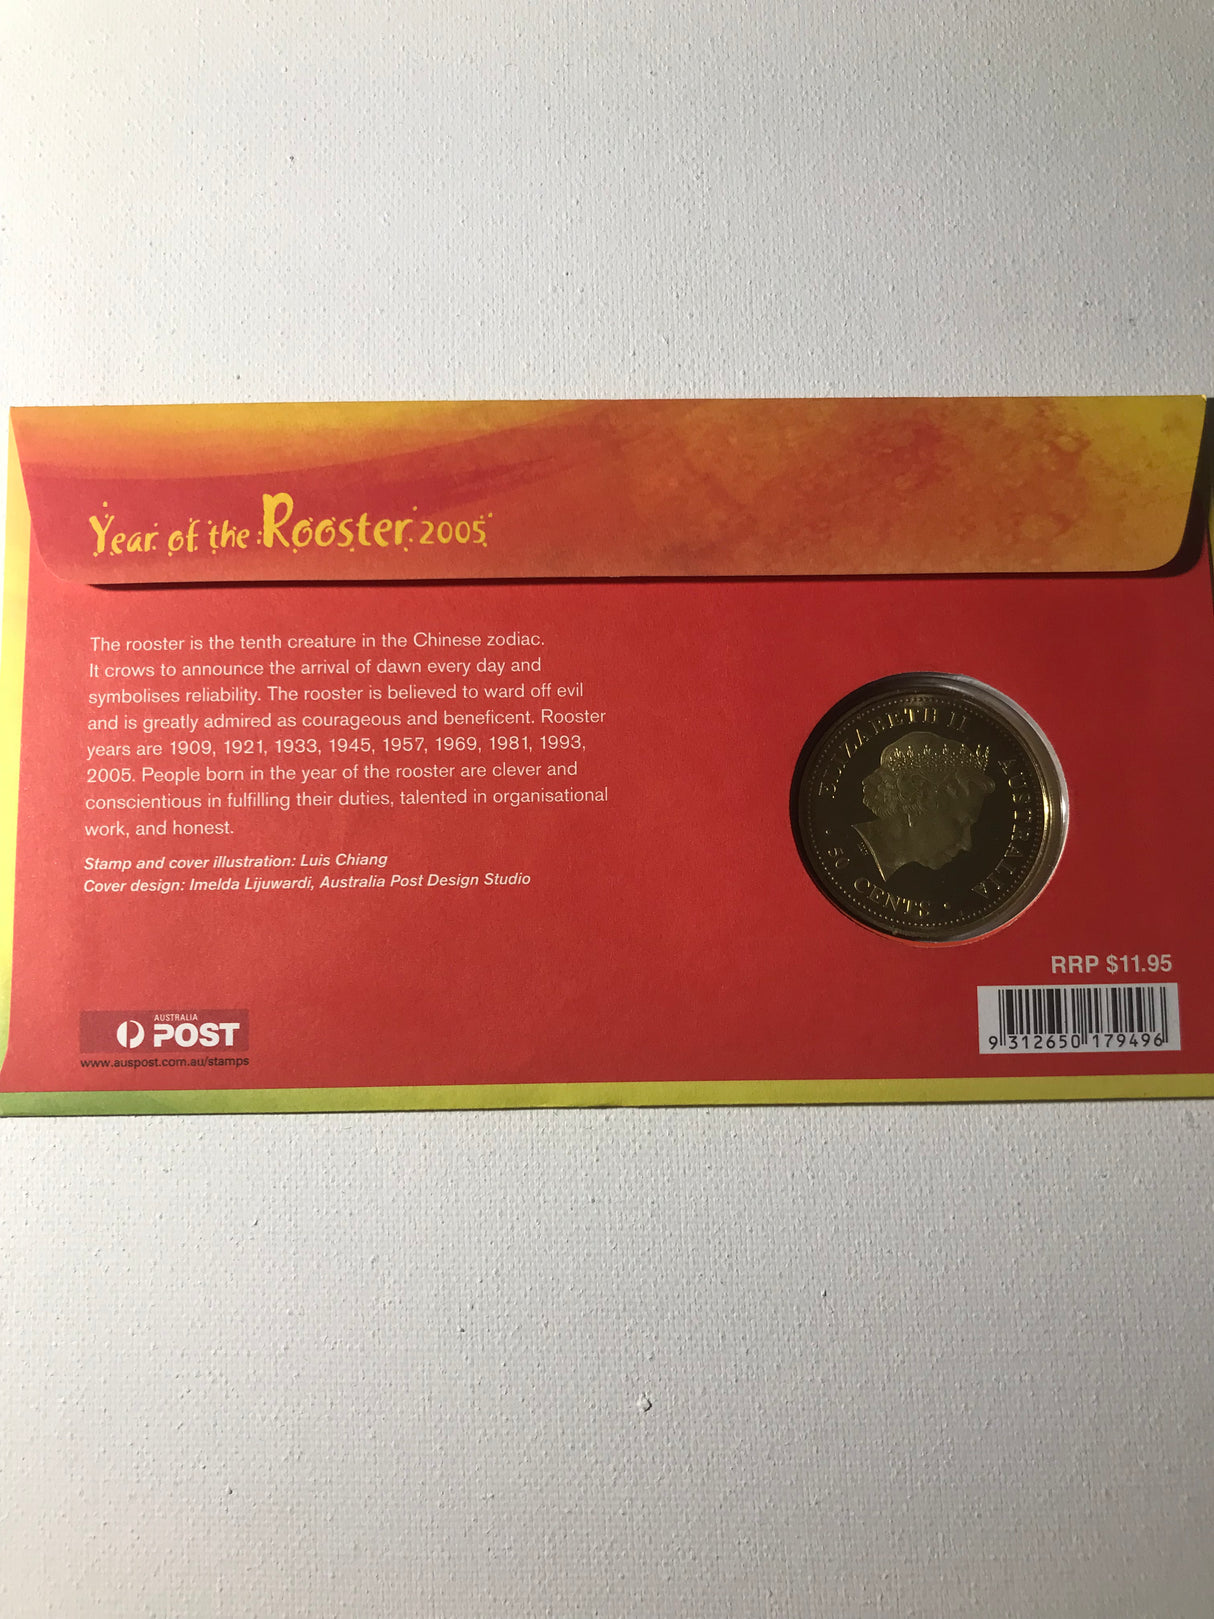 Year of the Rooster 2005
The rooster is the tenth creature in the Chinese zodiac.
It crows to announce the arrival of dawn every day and
symbolises reliability. The rooster is believed to ward off evil
and is greatly admired as courageous and beneficent. Rooster
years are 1909, 1921, 1933, 1945, 1957, 1969, 1981, 1993,
2005. People born in the year of the rooster are clever and
conscientious in fulfilling their duties, talented in organisational
work, and honest.
Stamp and cover illustration: Luis Chiang
Cover design: Imelda Lijuwardi, Australia Post Design Studio
ELIZABETH II AUSTRALIA
50 CENTS
RRP $11.95
9 312650 179496
AUSTRALIA
POST
www.auspost.com.au/stamps